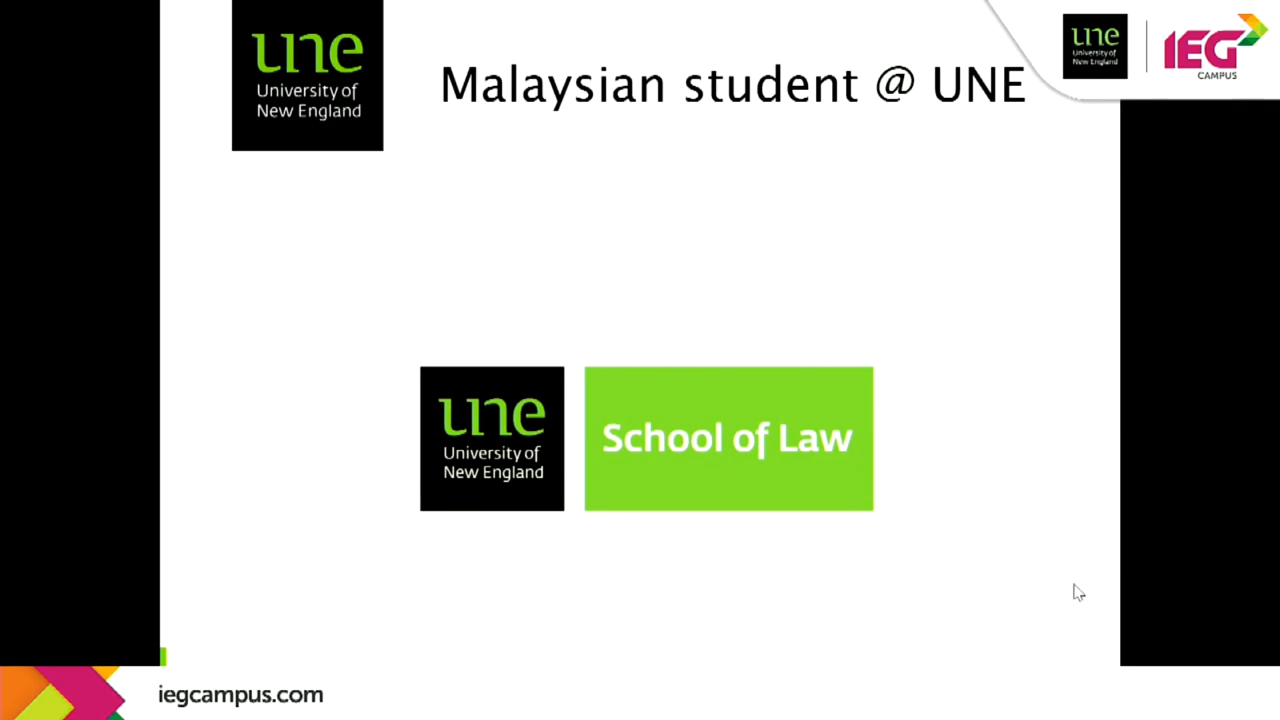 une
University of
New England
Malaysian student @ UNE
une
University of
New England
IEG
CAMPUS
une
University of
New England
School of Law
iegcampus.com